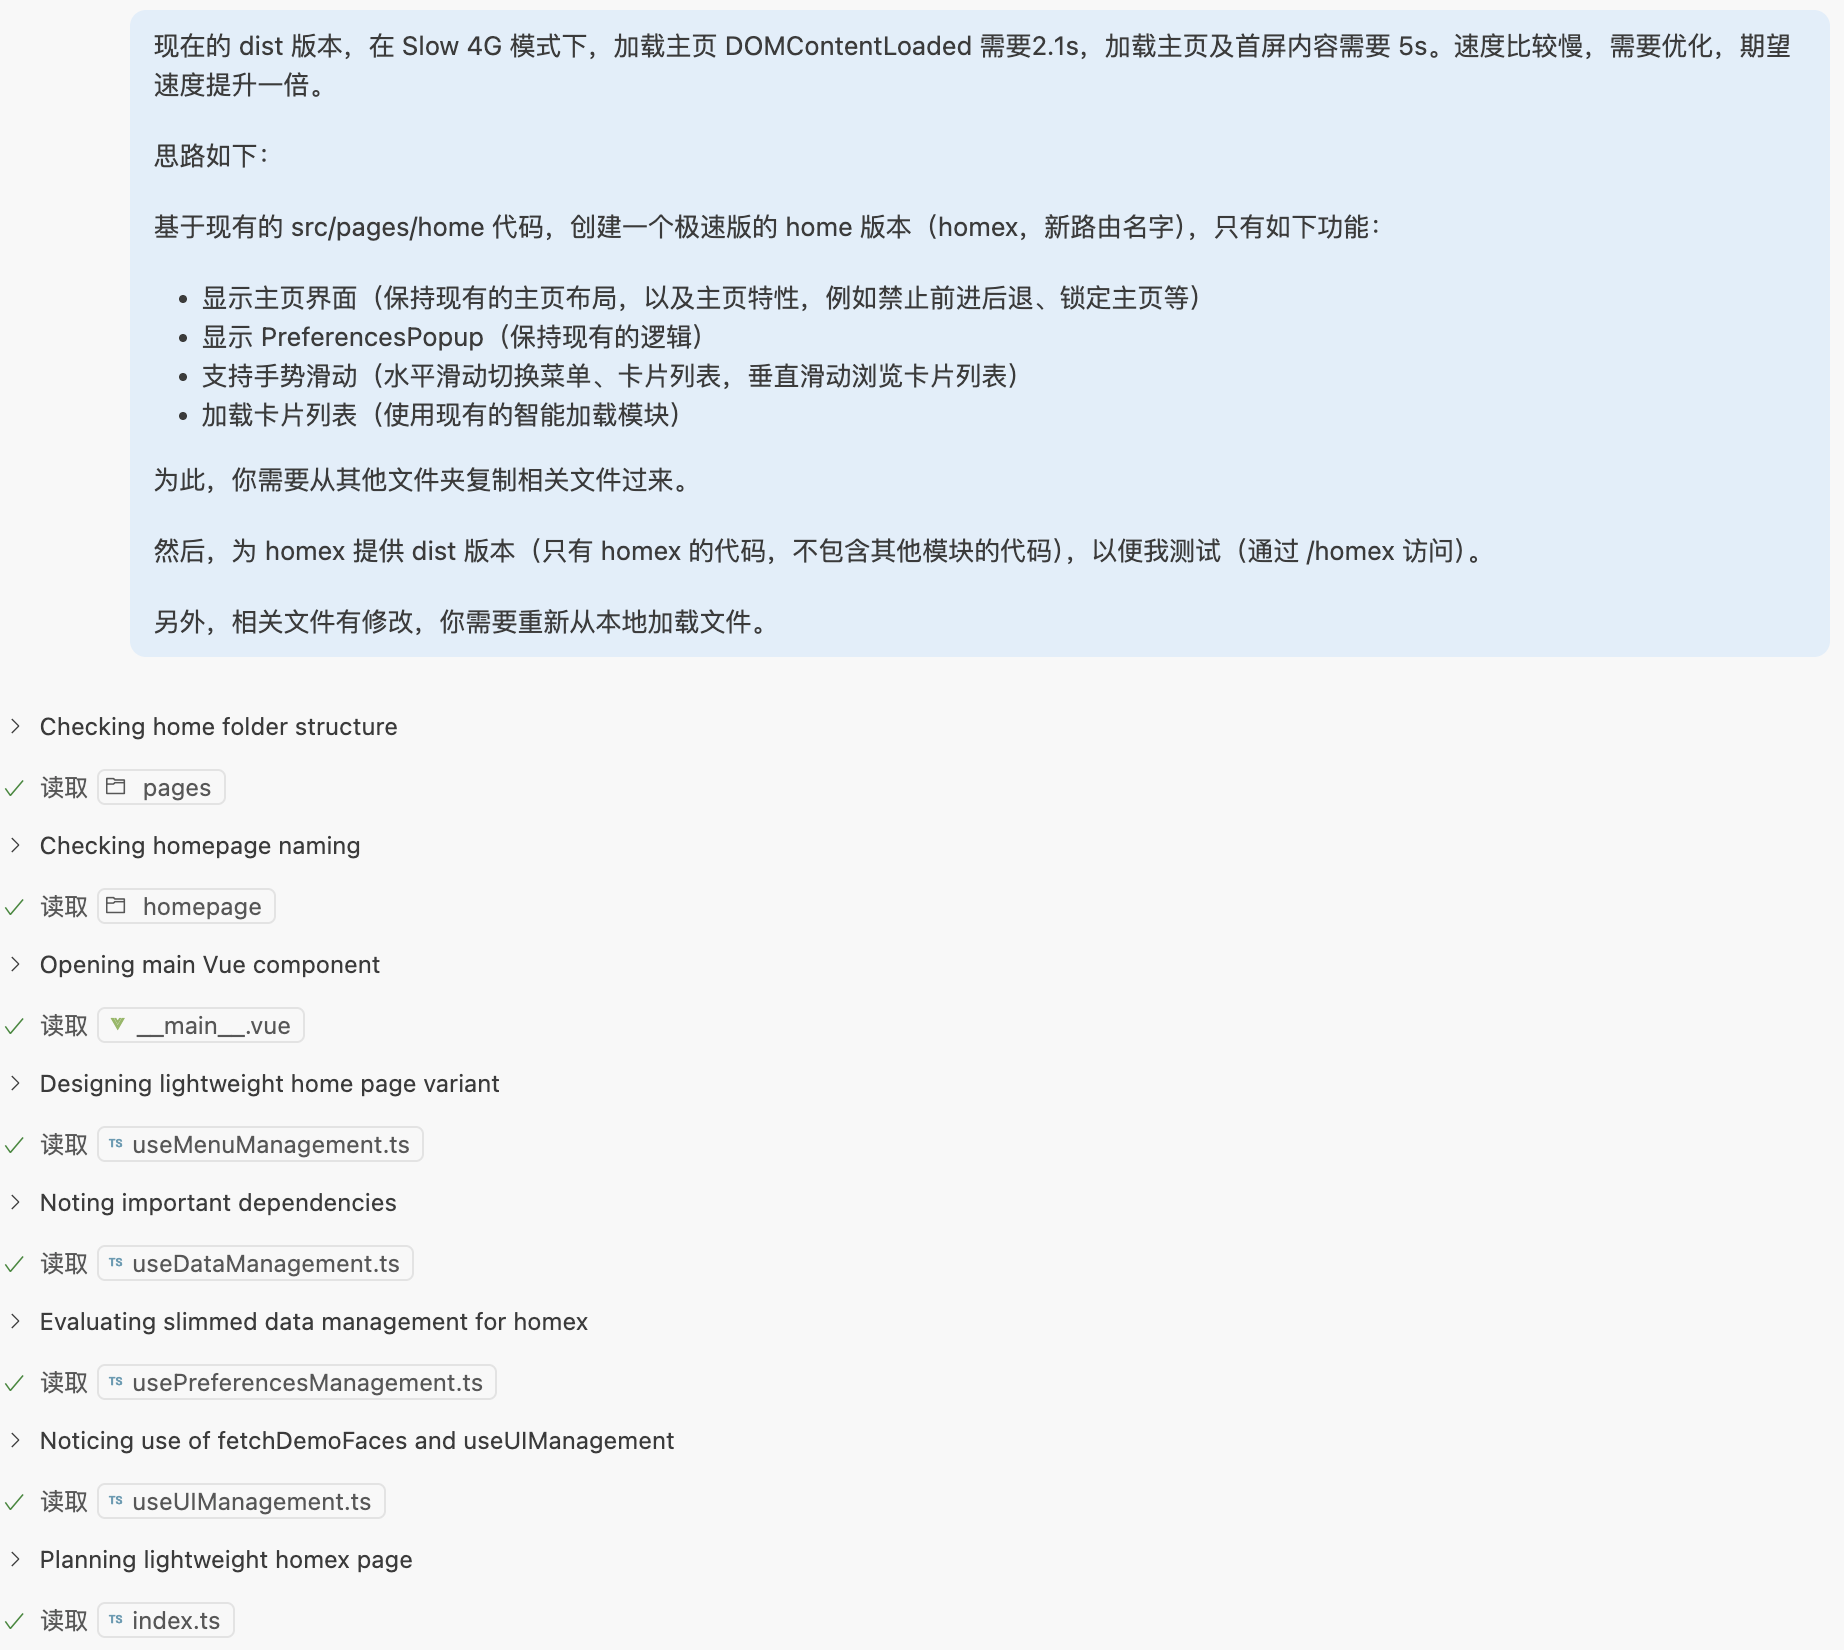 现在的 dist 版本，在 Slow 4G 模式下，加载主页 DOMContentLoaded 需要2.1s，加载主页及首屏内容需要 5s。速度比较慢，需要优化，期望
速度提升一倍。
思路如下：
基于现有的 src/pages/home 代码，创建一个极速版的 home 版本（homex，新路由名字），只有如下功能：
• 显示主页界面（保持现有的主页布局，以及主页特性，例如禁止前进后退、锁定主页等）
• 显示 PreferencesPopup（保持现有的逻辑）
• 支持手势滑动（水平滑动切换菜单、卡片列表，垂直滑动浏览卡片列表）
• 加载卡片列表（使用现有的智能加载模块）
为此，你需要从其他文件夹复制相关文件过来。
然后，为 homex 提供 dist 版本（只有 homex 的代码，不包含其他模块的代码），以便我测试（通过 /homex 访问）。
另外，相关文件有修改，你需要重新从本地加载文件。
Checking home folder structure
读取 pages
Checking homepage naming
读取 homepage
Opening main Vue component
读取 __main__.vue
Designing lightweight home page variant
读取 TS useMenuManagement.ts
Noting important dependencies
读取 TS useDataManagement.ts
Evaluating slimmed data management for homex
读取 TS usePreferencesManagement.ts
Noticing use of fetchDemoFaces and useUIManagement
读取 TS useUIManagement.ts
Planning lightweight homex page
读取 TS index.ts